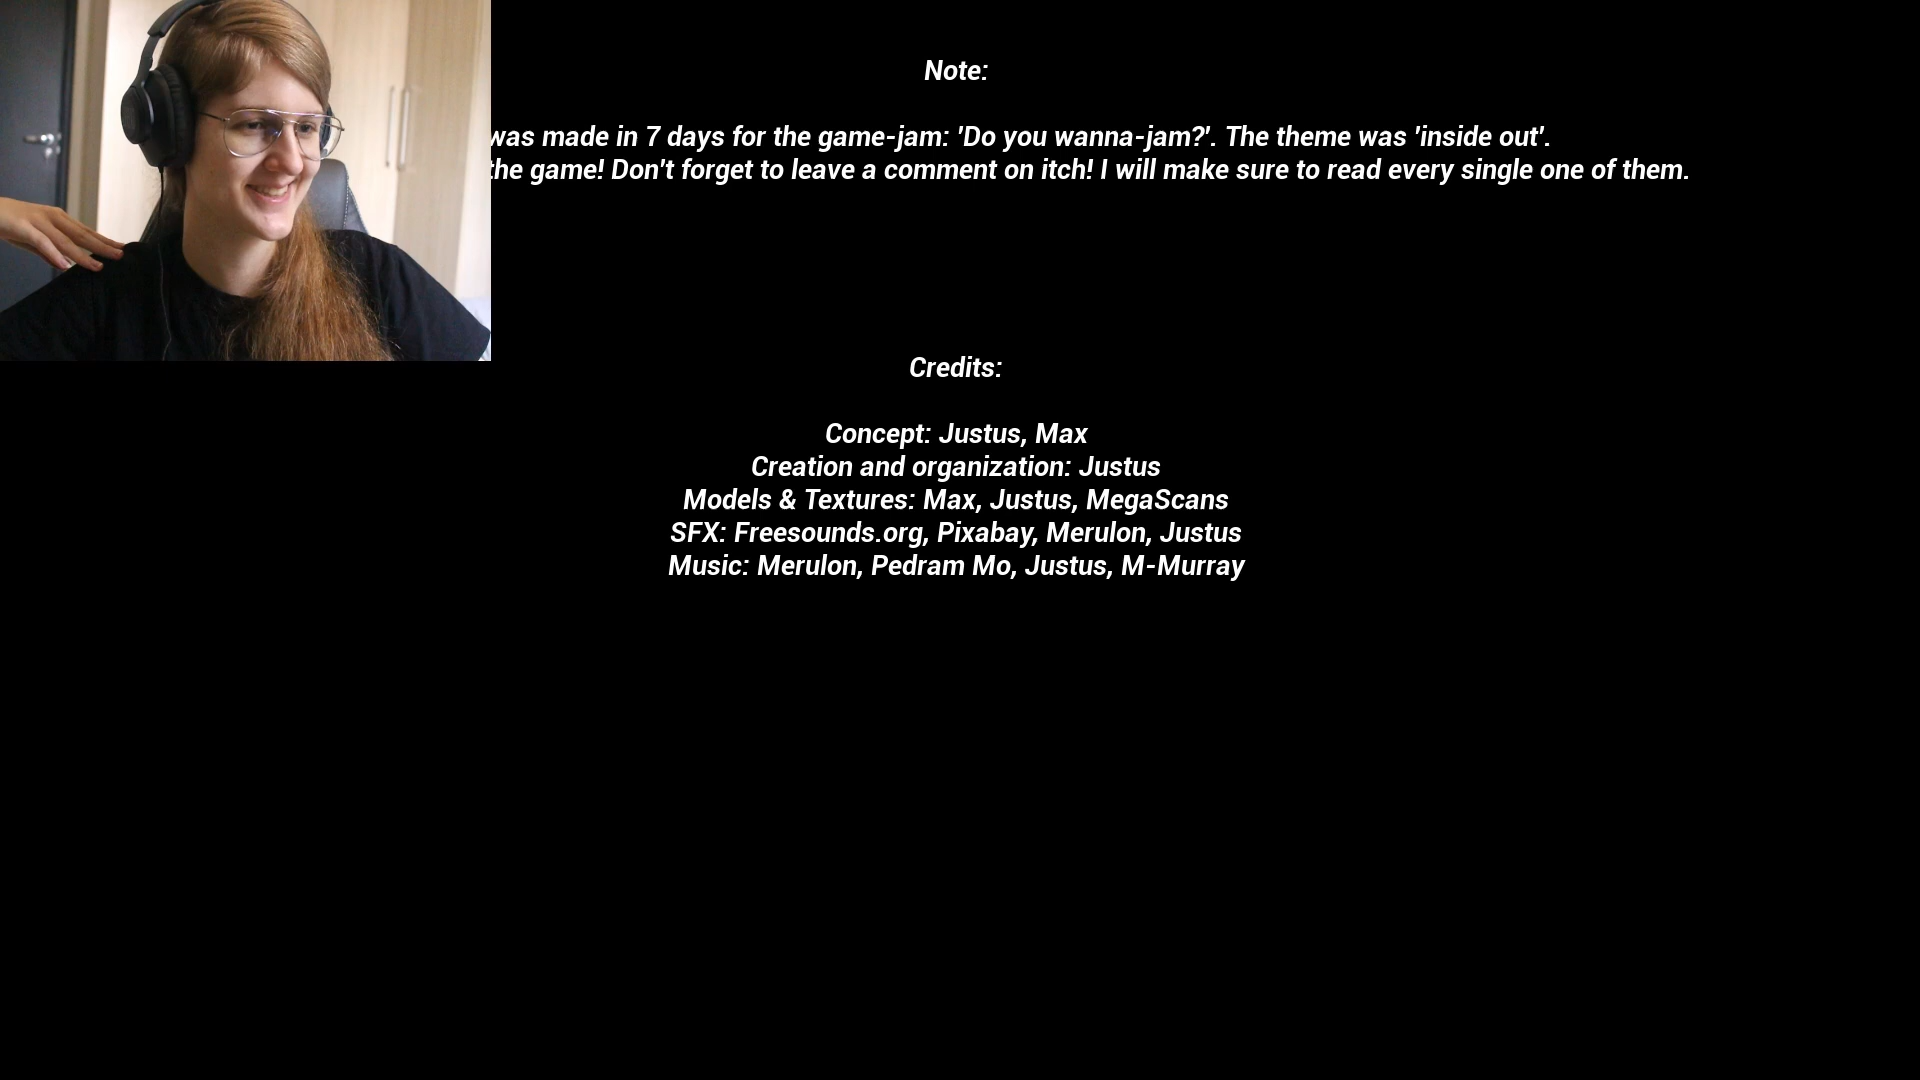 Note:
was made in 7 days for the game-jam: 'Do you wanna-jam?'. The theme was 'inside out'.
the game! Don't forget to leave a comment on itch! I will make sure to read every single one of them.
Credits:
Concept: Justus, Max
Creation and organization: Justus
Models & Textures: Max, Justus, MegaScans
SFX: Freesounds.org, Pixabay, Merulon, Justus
Music: Merulon, Pedram Mo, Justus, M-Murray